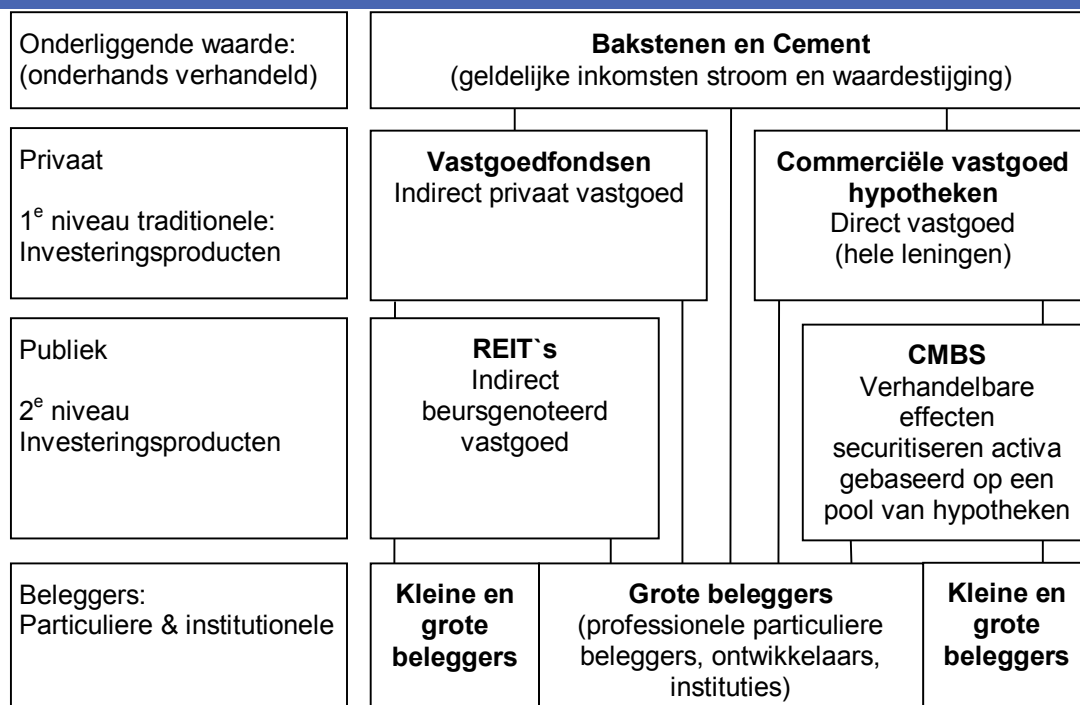 Onderliggende waarde:
(onderhands verhandeld)
Bakstenen en Cement
(geldelijke inkomsten stroom en waardestijging)
Privaat
1e niveau traditionele:
Investeringsproducten
Vastgoedfondsen
Indirect privaat vastgoed
Commerciële vastgoed
hypotheken
Direct vastgoed
(hele leningen)
Publiek
2e niveau
Investeringsproducten
REIT`s
Indirect
beursgenoteerd
vastgoed
CMBS
Verhandelbare
effecten
securitiseren activa
gebaseerd op een
pool van hypotheken
Beleggers:
Particuliere & institutionele
Kleine en
grote
beleggers
Grote beleggers
(professionele particuliere
beleggers, ontwikkelaars,
instituties)
Kleine en
grote
beleggers